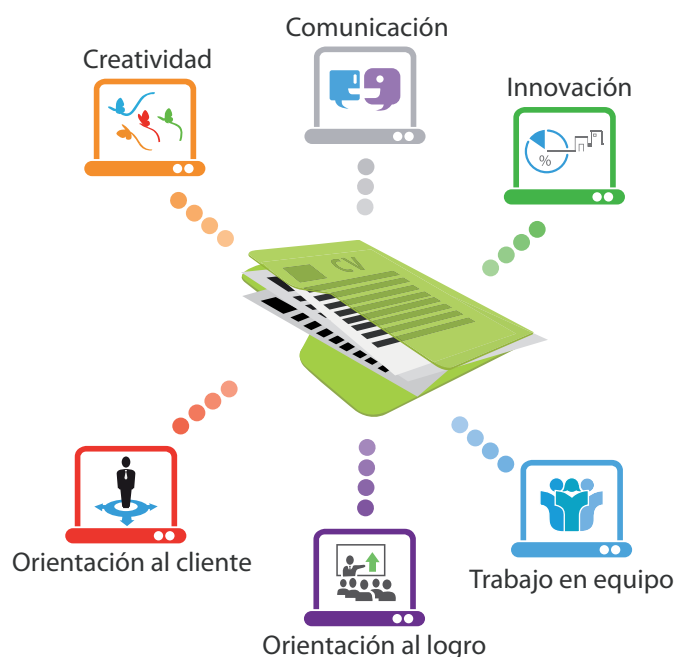 Comunicación
Creatividad
Innovación
CV
%
Orientación al cliente
Trabajo en equipo
Orientación al logro